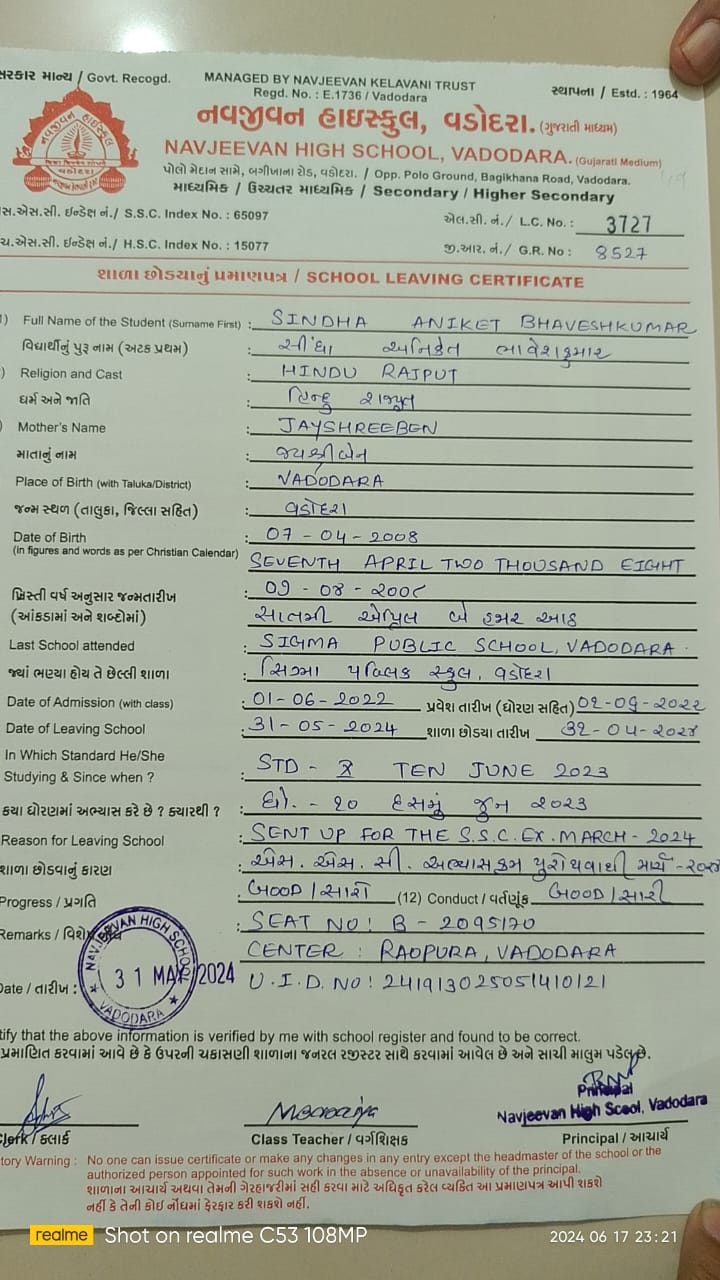 સરકાર માન્ય / Govt. Recogd.
MANAGED BY NAVJEEVAN KELAVANI TRUST
સ્થાપના / Estd. : 1964
Regd. No. : E.1736 / Vadodara
નવજીવન હાઇસ્કુલ, વડોદરા. (ગુજરાતી માધ્યમ)
NAVJEEVAN HIGH SCHOOL, VADODARA. (Gujarati Medium)
પોલો મેદાન સામે, બગીખાના રોડ, વડોદરા. / Opp. Polo Ground, Bagikhana Road, Vadodara.
માધ્યમિક / ઉચ્ચતર માધ્યમિક / Secondary / Higher Secondary
સ.એસ.સી. ઈન્ડેક્ષ નં./ S.S.C. Index No. : 65097
એલ.સી. નં./ L.C. No. : 3727
ચ.એસ.સી. ઈન્ડેક્ષ નં./ H.S.C. Index No. : 15077
જી.આર. નં./ G.R. No : 8527
શાળા છોડયાનું પ્રમાણપત્ર / SCHOOL LEAVING CERTIFICATE
) Full Name of the Student (Surname First) : SINDHA ANIKET BHAVESHKUMAR
વિદ્યાર્થીનું પુરૂ નામ (અટક પ્રથમ) : સીંધા અનિકેત ભાવેશકુમાર
) Religion and Cast : HINDU RAJPUT
ધર્મ અને જાતિ : હિન્દુ રાજપુત
) Mother's Name : JAYSHREEBEN
માતાનું નામ : જયશ્રીબેન
Place of Birth (with Taluka/District) : VADODARA
જન્મ સ્થળ (તાલુકા, જિલ્લા સહિત) : વડોદરા
Date of Birth : 07-04-2008
(in figures and words as per Christian Calendar) SEVENTH APRIL TWO THOUSAND EIGHT
ખ્રિસ્તી વર્ષ અનુસાર જન્મતારીખ : ૦૭-૦૪-૨૦૦૮
(આંકડામાં અને શબ્દોમાં) સાતમી એપ્રિલ બે હજાર આઠ
Last School attended : SIGMA PUBLIC SCHOOL, VADODARA.
જ્યાં ભણ્યા હોય તે છેલ્લી શાળા : સિગ્મા પબ્લિક સ્કુલ, વડોદરા
Date of Admission (with class) : 01-06-2022 પ્રવેશ તારીખ (ધોરણ સહિત) ૦૧-૦૬-૨૦૨૨
Date of Leaving School : 31-05-2024 શાળા છોડયા તારીખ ૩૧-૦૫-૨૦૨૪
In Which Standard He/She
Studying & Since when ? : STD - X TEN JUNE 2023
કયા ધોરણમાં અભ્યાસ કરે છે ? ક્યારથી ? : ધો. - ૧૦ દસમું જુન ૨૦૨૩
Reason for Leaving School : SENT UP FOR THE S.S.C. EX. MARCH - 2024
શાળા છોડવાનું કારણ : એસ. એસ. સી. અભ્યાસક્રમ પુરો થવાથી માર્ચ -૨૦૨૪
Progress / પ્રગતિ : GOOD / સારો (12) Conduct / વર્તણૂંક GOOD / સારી
Remarks / વિશેષ : SEAT NO : B - 2095170
CENTER : RAOPURA, VADODARA
Date / તારીખ : 31 MAY 2024 U.I.D. NO : 241913025051410121
NAVJEEVAN HIGH SCHOOL
VADODARA
tify that the above information is verified by me with school register and found to be correct.
પ્રમાણિત કરવામાં આવે છે કે ઉપરની ચકાસણી શાળાના જનરલ રજીસ્ટર સાથે કરવામાં આવેલ છે અને સાચી માલુમ પડેલ છે.
Principal
Navjeevan High Scool, Vadodara
Clerk / કલાર્ક
Class Teacher / વર્ગશિક્ષક
Principal / આચાર્ય
tory Warning : No one can issue certificate or make any changes in any entry except the headmaster of the school or the
authorized person appointed for such work in the absence or unavailability of the principal.
શાળાના આચાર્ય અથવા તેમની ગેરહાજરીમાં સહી કરવા માટે અધિકૃત કરેલ વ્યક્તિ આ પ્રમાણપત્ર આપી શકશે
નહીં કે તેની કોઈ નોંધમાં ફેરફાર કરી શકશે નહીં.
realme Shot on realme C53 108MP
2024 06 17 23:21